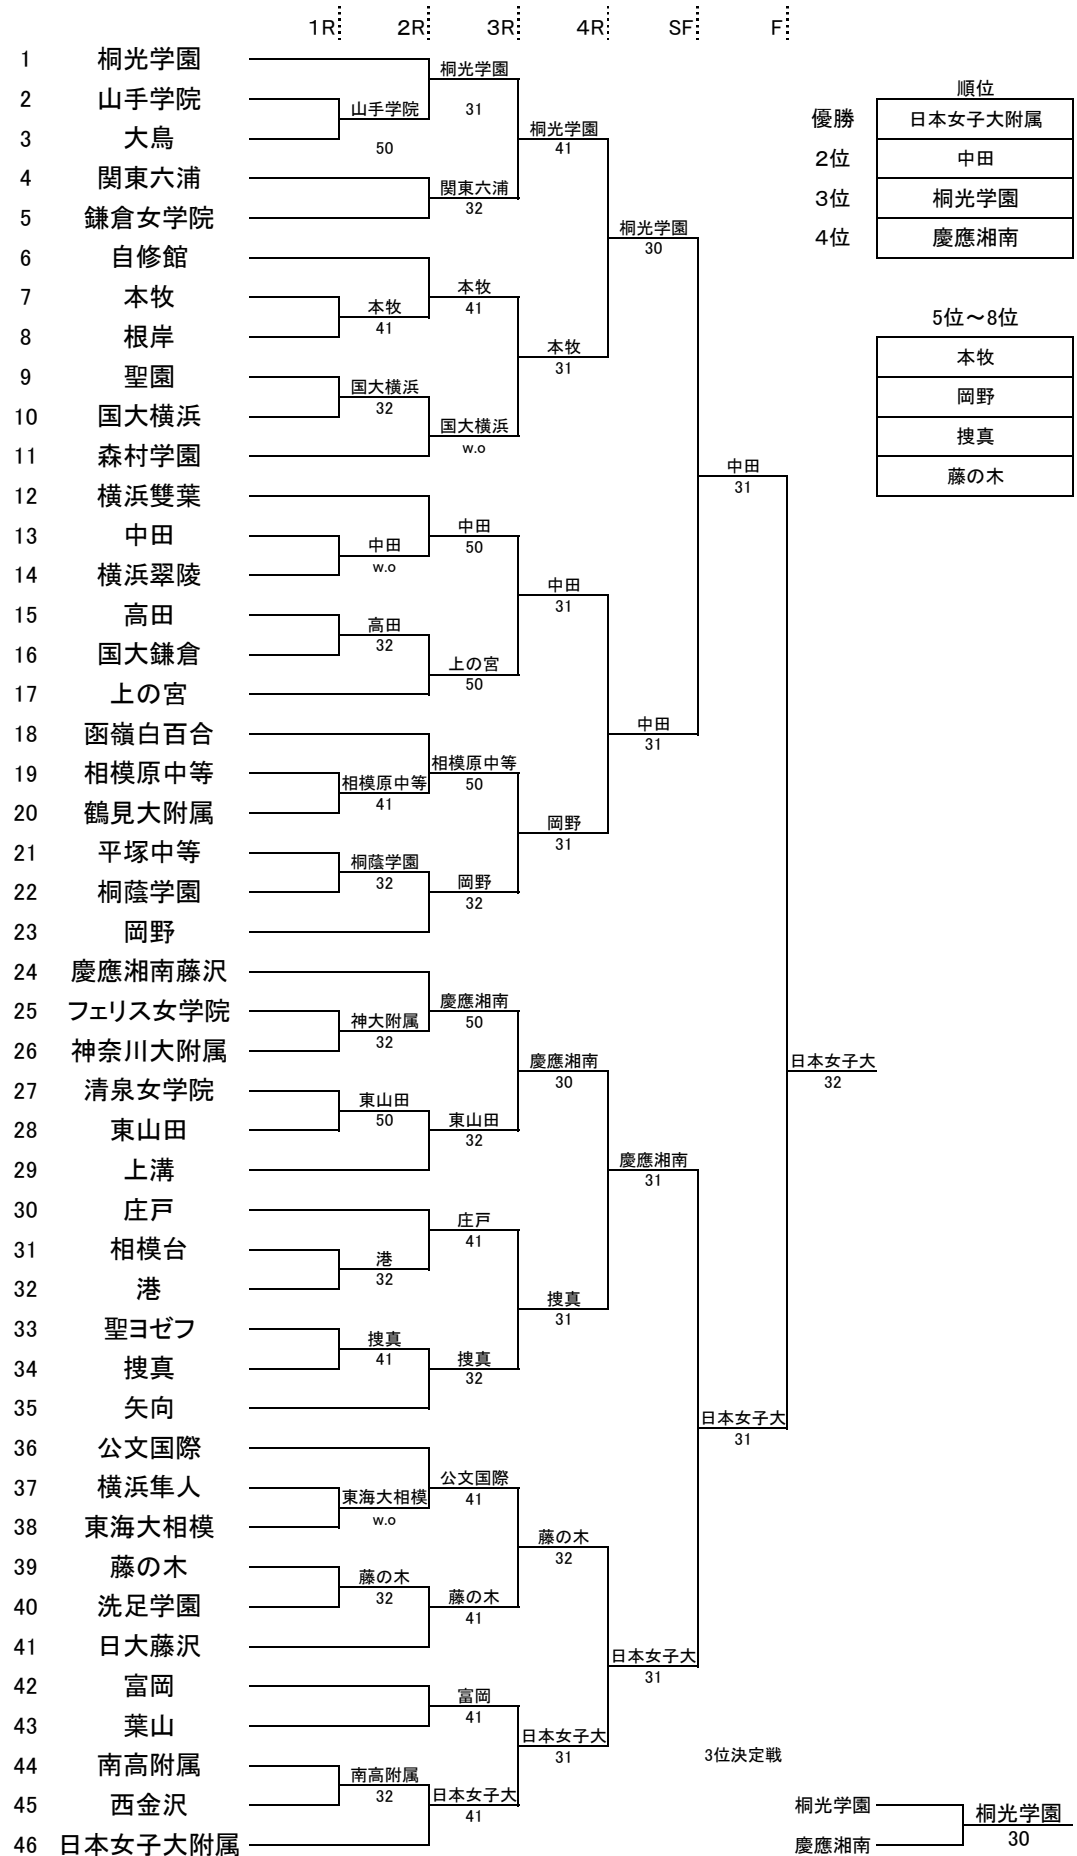 1R 2R 3R 4R SF F
1 桐光学園
2 山手学院
3 大鳥
4 関東六浦
5 鎌倉女学院
6 自修館
7 本牧
8 根岸
9 聖園
10 国大横浜
11 森村学園
12 横浜雙葉
13 中田
14 横浜翠陵
15 高田
16 国大鎌倉
17 上の宮
18 函嶺白百合
19 相模原中等
20 鶴見大附属
21 平塚中等
22 桐蔭学園
23 岡野
24 慶應湘南藤沢
25 フェリス女学院
26 神奈川大附属
27 清泉女学院
28 東山田
29 上溝
30 庄戸
31 相模台
32 港
33 聖ヨゼフ
34 捜真
35 矢向
36 公文国際
37 横浜隼人
38 東海大相模
39 藤の木
40 洗足学園
41 日大藤沢
42 富岡
43 葉山
44 南高附属
45 西金沢
46 日本女子大附属
山手学院
50
本牧
41
国大横浜
32
中田
w.o
高田
32
相模原中等
41
桐蔭学園
32
神大附属
32
東山田
50
港
32
捜真
41
東海大相模
w.o
藤の木
32
南高附属
32
桐光学園
31
関東六浦
32
本牧
41
国大横浜
w.o
中田
50
上の宮
50
相模原中等
50
岡野
32
慶應湘南
50
東山田
32
庄戸
41
捜真
32
公文国際
41
藤の木
41
富岡
41
日本女子大
41
桐光学園
41
本牧
31
中田
31
岡野
31
慶應湘南
30
捜真
31
藤の木
32
日本女子大
31
桐光学園
30
中田
31
慶應湘南
31
日本女子大
31
中田
31
日本女子大
31
日本女子大
32
順位
優勝 日本女子大附属
2位 中田
3位 桐光学園
4位 慶應湘南
5位～8位
本牧
岡野
捜真
藤の木
3位決定戦
桐光学園
慶應湘南
桐光学園
30